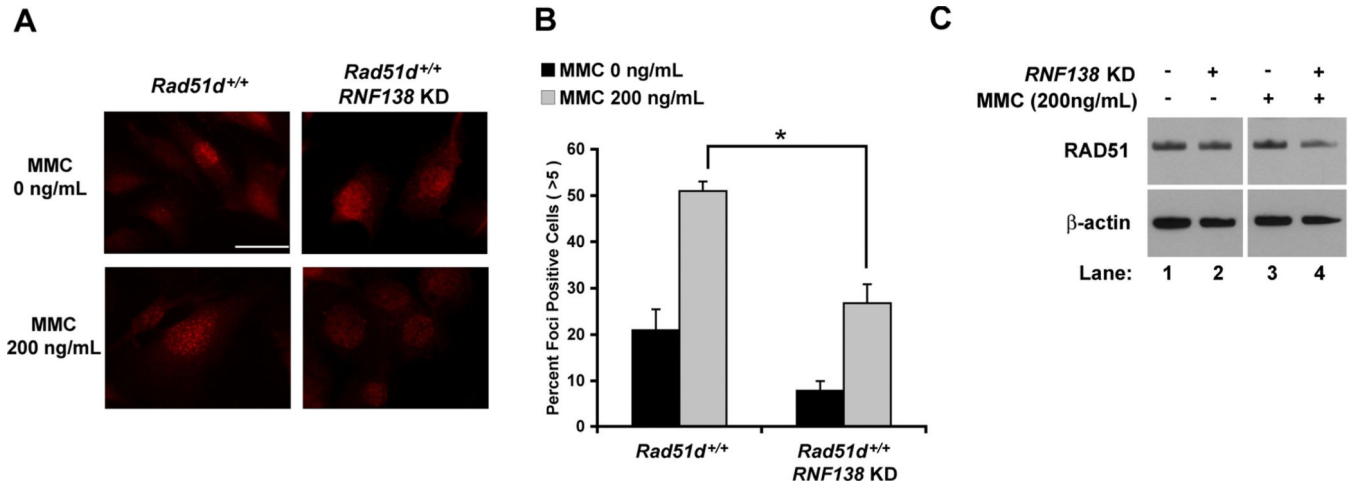 A
Rad51d+/+
Rad51d+/+
RNF138 KD
MMC
0 ng/mL
MMC
200 ng/mL
B
MMC 0 ng/mL
MMC 200 ng/mL
*
Percent Foci Positive Cells ( >5 )
60
50
40
30
20
10
0
Rad51d+/+
Rad51d+/+
RNF138 KD
C
RNF138 KD - + - +
MMC (200ng/mL) - - + +
RAD51
β-actin
Lane: 1 2 3 4